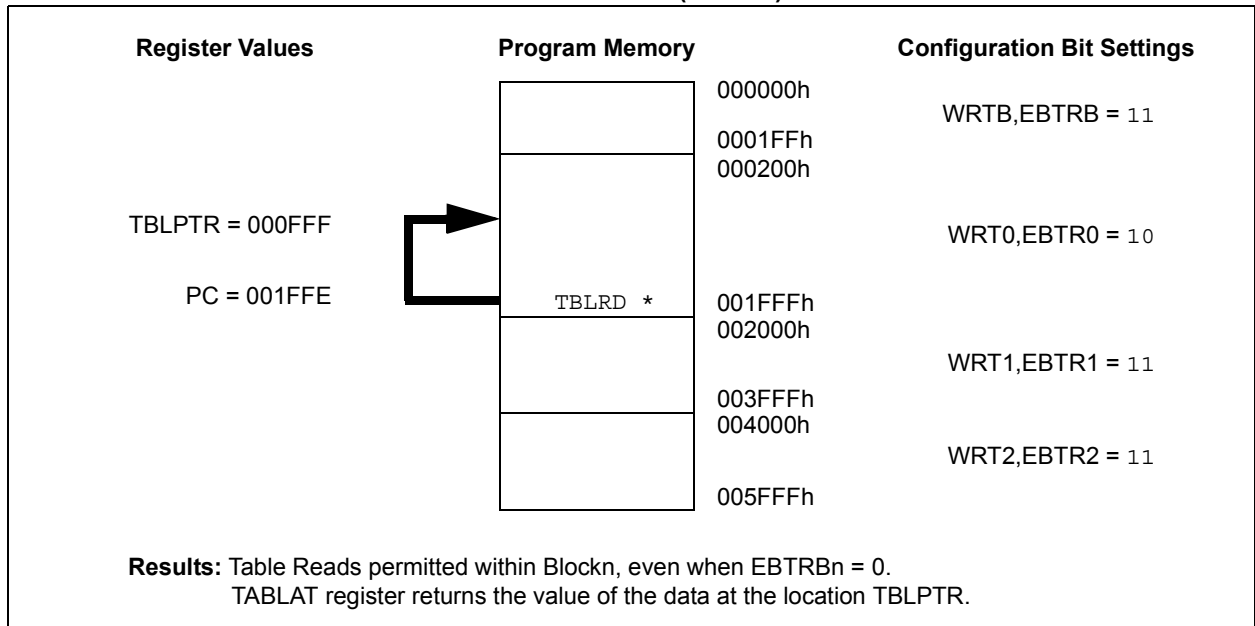 Register Values Program Memory Configuration Bit Settings
000000h
WRTB,EBTRB = 11
0001FFh
000200h
TBLPTR = 000FFF
WRT0,EBTR0 = 10
PC = 001FFE
TBLRD *
001FFFh
002000h
WRT1,EBTR1 = 11
003FFFh
004000h
WRT2,EBTR2 = 11
005FFFh
Results: Table Reads permitted within Blockn, even when EBTRBn = 0.
TABLAT register returns the value of the data at the location TBLPTR.